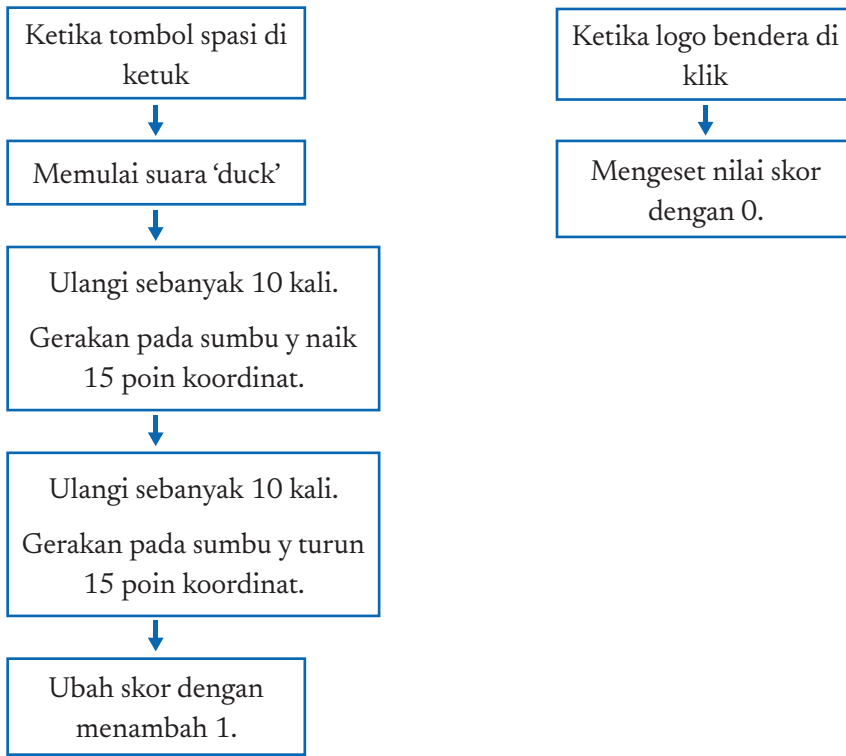 Ketika tombol spasi di
ketuk
Memulai suara ‘duck’
Ulangi sebanyak 10 kali.
Gerakan pada sumbu y naik
15 poin koordinat.
Ulangi sebanyak 10 kali.
Gerakan pada sumbu y turun
15 poin koordinat.
Ubah skor dengan
menambah 1.
Ketika logo bendera di
klik
Mengeset nilai skor
dengan 0.